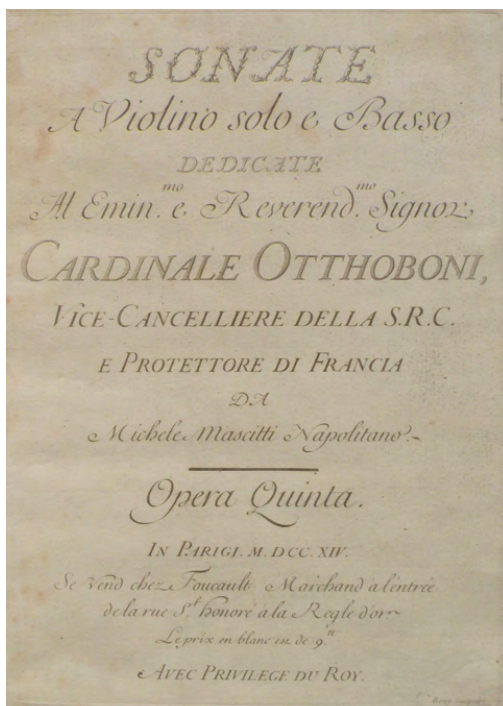 SONATE
A Violino solo e Basso
DEDICATE
Al Emin.mo e Reverend.mo Signor
CARDINALE OTTHOBONI,
VICE-CANCELLIERE DELLA S.R.C.
E PROTETTORE DI FRANCIA
DA
Michele Mascitti Napolitano.
Opera Quinta.
IN PARIGI. M. DCC. XIV.
Se vend chez Foucault Marchand a l'entrée
de la rue St. honoré a la Regle d'or
Le prix en blanc en de 9.tt
AVEC PRIVILEGE DU ROY.